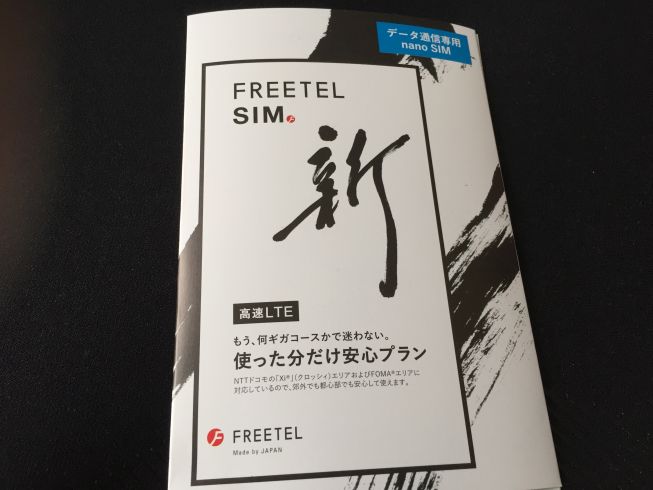 データ通信専用
nano SIM
FREETEL
SIM
新
高速LTE
もう、何ギガコースかで迷わない。
使った分だけ安心プラン
NTTドコモの「Xi®」(クロッシィ)エリアおよびFOMA®エリアに
対応しているので、郊外でも都心部でも安心して使えます。
FREETEL
Made by JAPAN